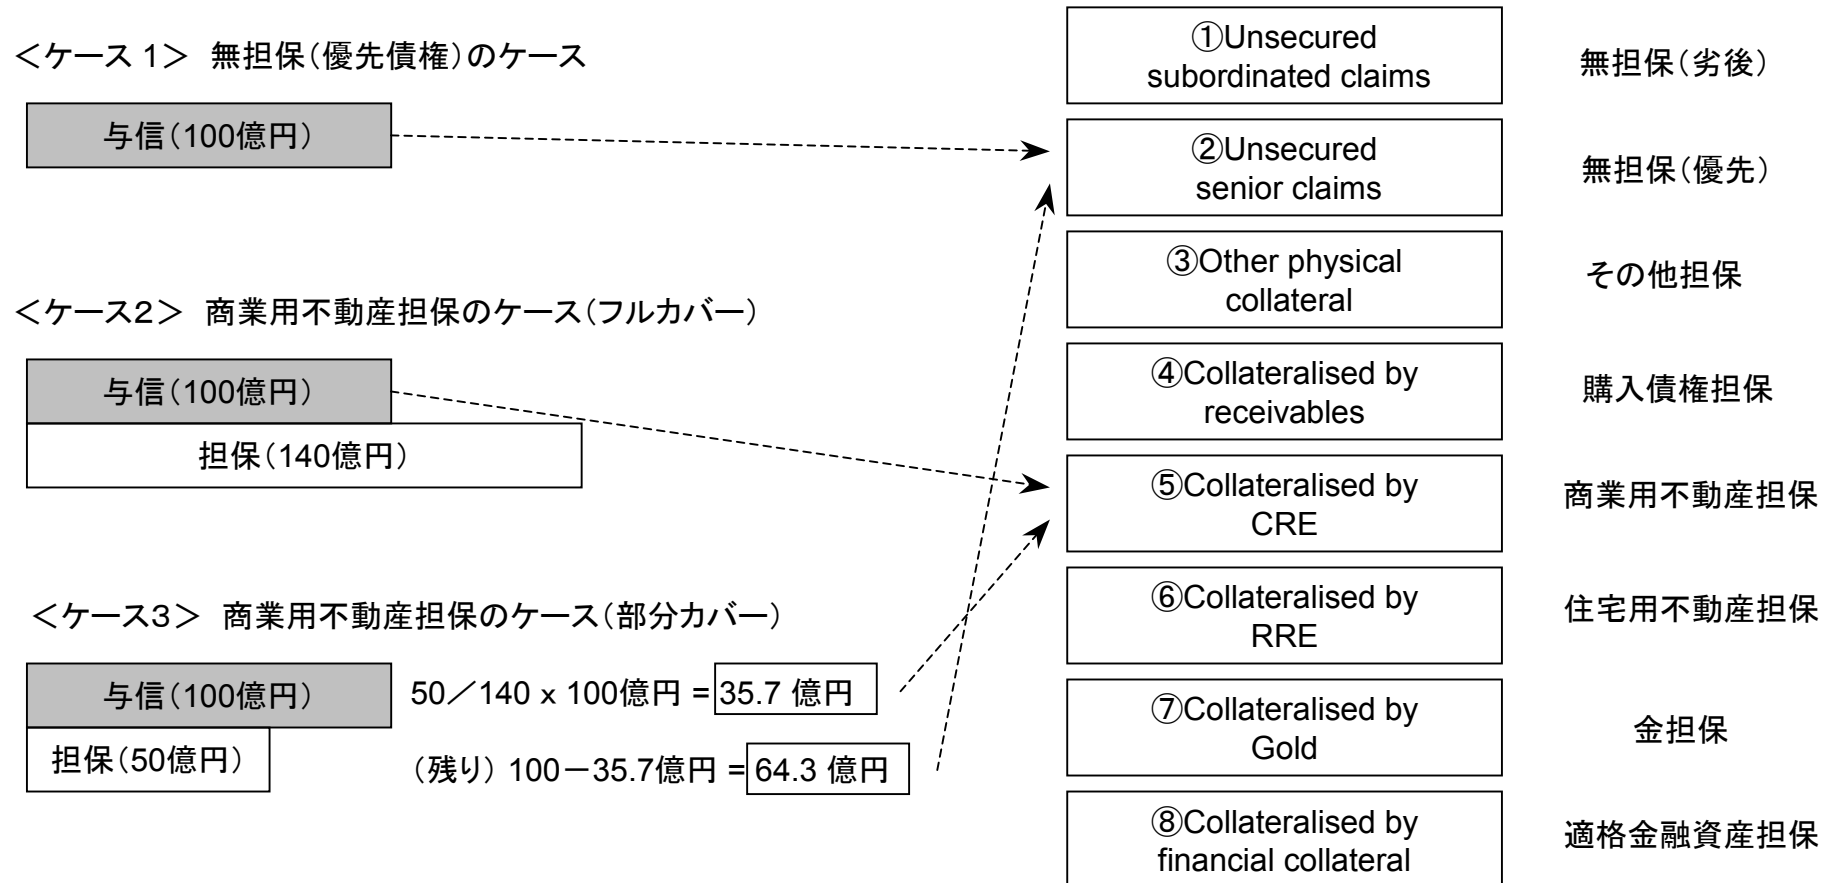 ＜ケース 1＞ 無担保（優先債権）のケース
与信（100億円）
＜ケース２＞ 商業用不動産担保のケース（フルカバー）
与信（100億円）
担保（140億円）
＜ケース３＞ 商業用不動産担保のケース（部分カバー）
与信（100億円）
担保（50億円）
50／140 x 100億円 = 35.7 億円
（残り） 100－35.7億円 = 64.3 億円
①Unsecured
subordinated claims
無担保（劣後）
②Unsecured
senior claims
無担保（優先）
③Other physical
collateral
その他担保
④Collateralised by
receivables
購入債権担保
⑤Collateralised by
CRE
商業用不動産担保
⑥Collateralised by
RRE
住宅用不動産担保
⑦Collateralised by
Gold
金担保
⑧Collateralised by
financial collateral
適格金融資産担保